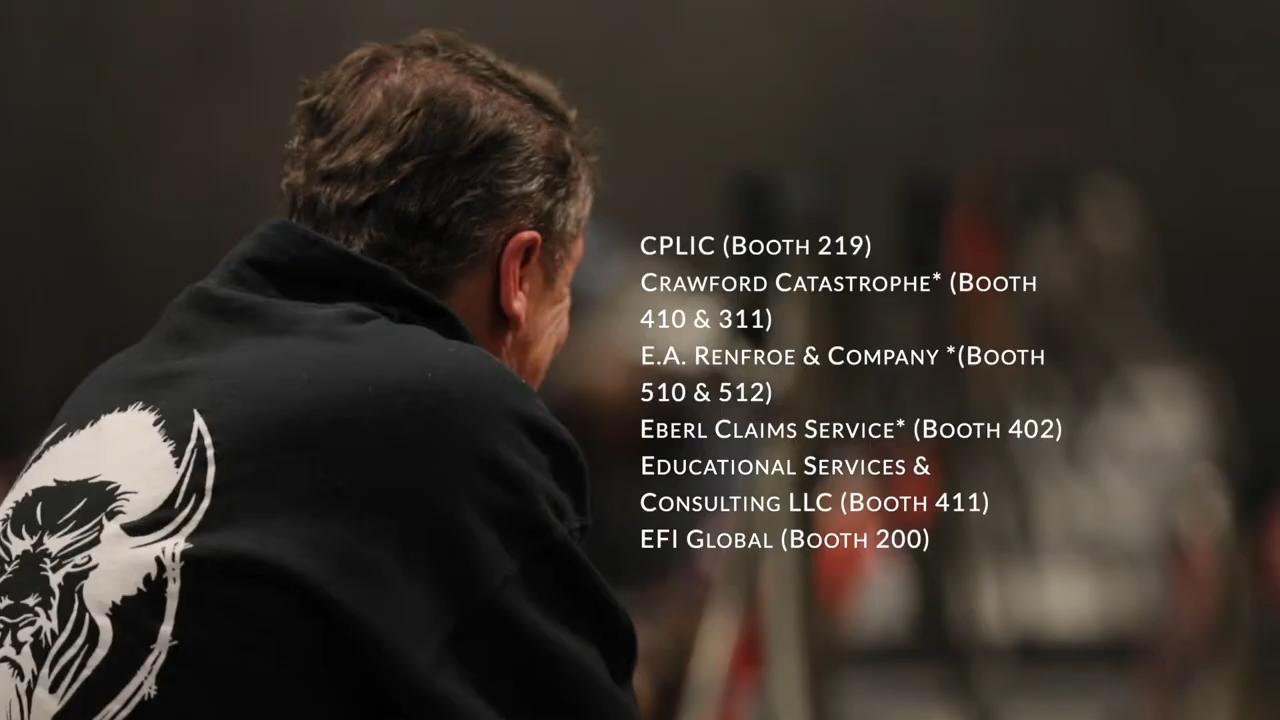 CPLIC (Booth 219)
Crawford Catastrophe* (Booth
410 & 311)
E.A. Renfroe & Company *(Booth
510 & 512)
Eberl Claims Service* (Booth 402)
Educational Services &
Consulting LLC (Booth 411)
EFI Global (Booth 200)